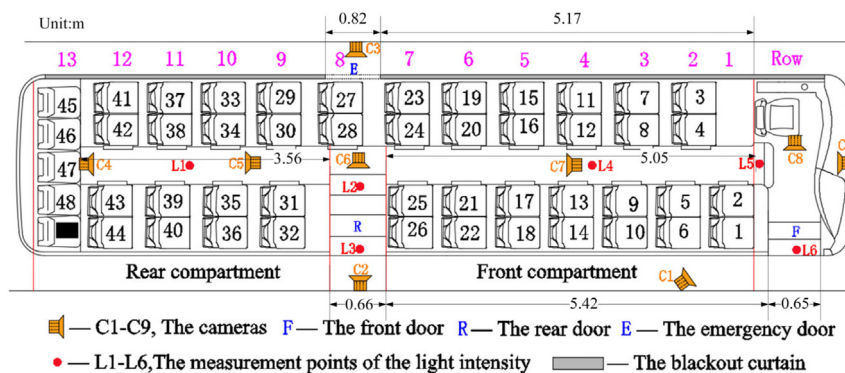 Unit:m
0.82 5.17
C3
13 12 11 10 9 8 7 6 5 4 3 2 1 Row
E
45 41 37 33 29 27 23 19 15 11 7 3
46 42 38 34 30 28 24 20 16 12 8 4
C8
47 C4 L1 C5 3.56 C6 C7 L4 5.05 L5 C
L2
48 43 39 35 31 25 21 17 13 9 5 2
44 40 36 32 R 26 22 18 14 10 6 1 F
L3 L6
Rear compartment C2 Front compartment C1
0.66 5.42 0.65
C1-C9, The cameras F — The front door R — The rear door E — The emergency door
L1-L6,The measurement points of the light intensity — The blackout curtain